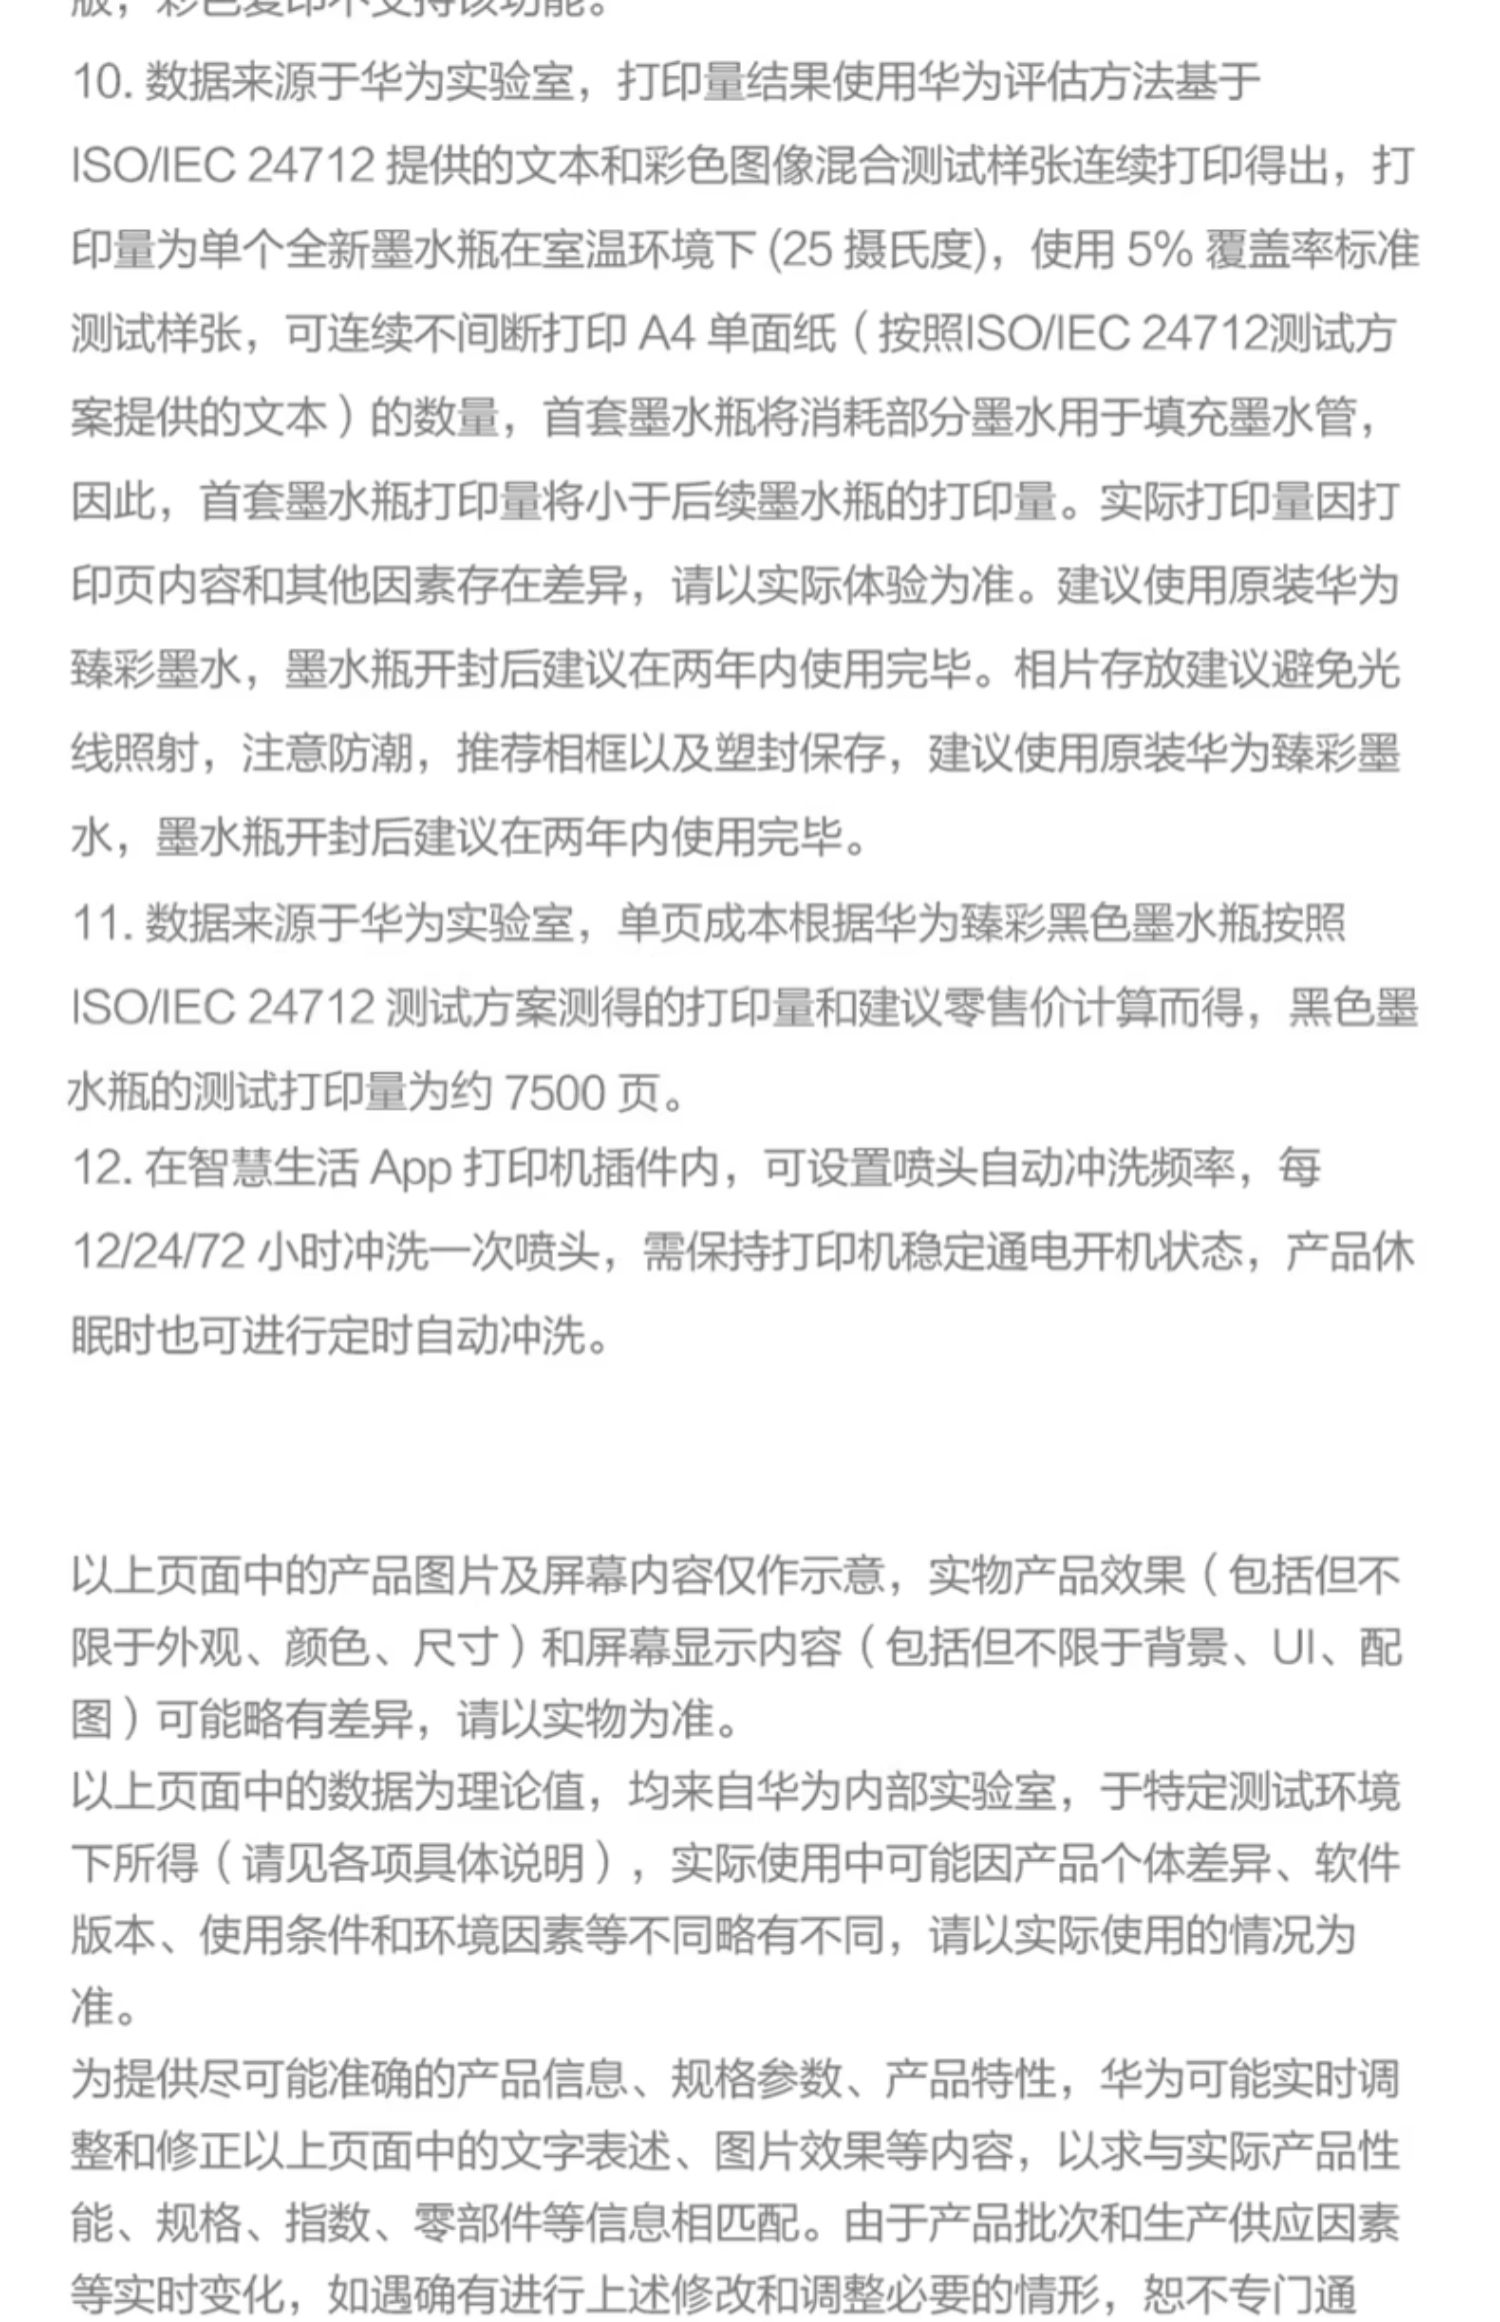 版，彩色复印不支持该功能。
10. 数据来源于华为实验室，打印量结果使用华为评估方法基于
ISO/IEC 24712 提供的文本和彩色图像混合测试样张连续打印得出，打
印量为单个全新墨水瓶在室温环境下 (25 摄氏度)，使用 5% 覆盖率标准
测试样张，可连续不间断打印 A4 单面纸（按照ISO/IEC 24712测试方
案提供的文本）的数量，首套墨水瓶将消耗部分墨水用于填充墨水管，
因此，首套墨水瓶打印量将小于后续墨水瓶的打印量。实际打印量因打
印页内容和其他因素存在差异，请以实际体验为准。建议使用原装华为
臻彩墨水，墨水瓶开封后建议在两年内使用完毕。相片存放建议避免光
线照射，注意防潮，推荐相框以及塑封保存，建议使用原装华为臻彩墨
水，墨水瓶开封后建议在两年内使用完毕。
11. 数据来源于华为实验室，单页成本根据华为臻彩黑色墨水瓶按照
ISO/IEC 24712 测试方案测得的打印量和建议零售价计算而得，黑色墨
水瓶的测试打印量为约 7500 页。
12. 在智慧生活 App 打印机插件内，可设置喷头自动冲洗频率，每
12/24/72 小时冲洗一次喷头，需保持打印机稳定通电开机状态，产品休
眠时也可进行定时自动冲洗。
以上页面中的产品图片及屏幕内容仅作示意，实物产品效果（包括但不
限于外观、颜色、尺寸）和屏幕显示内容（包括但不限于背景、UI、配
图）可能略有差异，请以实物为准。
以上页面中的数据为理论值，均来自华为内部实验室，于特定测试环境
下所得（请见各项具体说明），实际使用中可能因产品个体差异、软件
版本、使用条件和环境因素等不同略有不同，请以实际使用的情况为
准。
为提供尽可能准确的产品信息、规格参数、产品特性，华为可能实时调
整和修正以上页面中的文字表述、图片效果等内容，以求与实际产品性
能、规格、指数、零部件等信息相匹配。由于产品批次和生产供应因素
等实时变化，如遇确有进行上述修改和调整必要的情形，恕不专门通